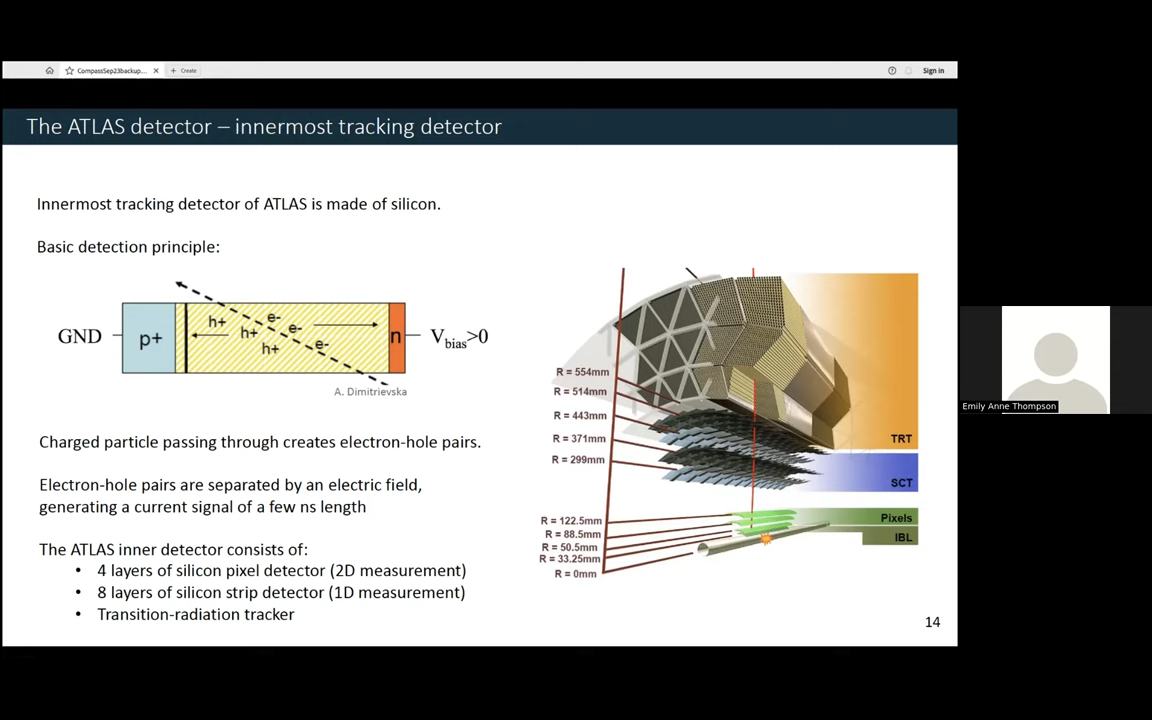 CompassSep23backup...
Create
Sign in
The ATLAS detector – innermost tracking detector
Innermost tracking detector of ATLAS is made of silicon.
Basic detection principle:
GND
p+
h+
e-
h+
e-
h+
e-
n
Vbias>0
A. Dimitrievska
Charged particle passing through creates electron-hole pairs.
Electron-hole pairs are separated by an electric field,
generating a current signal of a few ns length
The ATLAS inner detector consists of:
• 4 layers of silicon pixel detector (2D measurement)
• 8 layers of silicon strip detector (1D measurement)
• Transition-radiation tracker
R = 554mm
R = 514mm
R = 443mm
R = 371mm
R = 299mm
R = 122.5mm
R = 88.5mm
R = 50.5mm
R = 33.25mm
R = 0mm
TRT
SCT
Pixels
IBL
14
Emily Anne Thompson